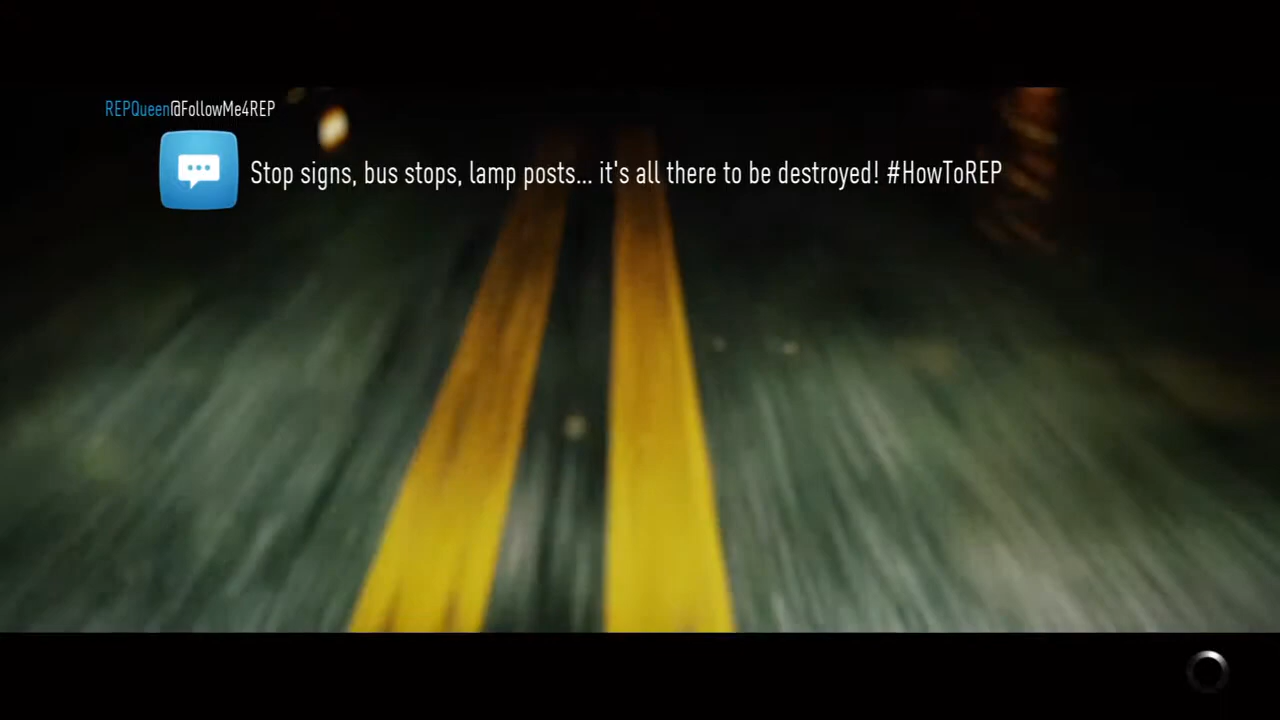 REPQueen@FollowMe4REP
Stop signs, bus stops, lamp posts... it's all there to be destroyed! #HowToREP